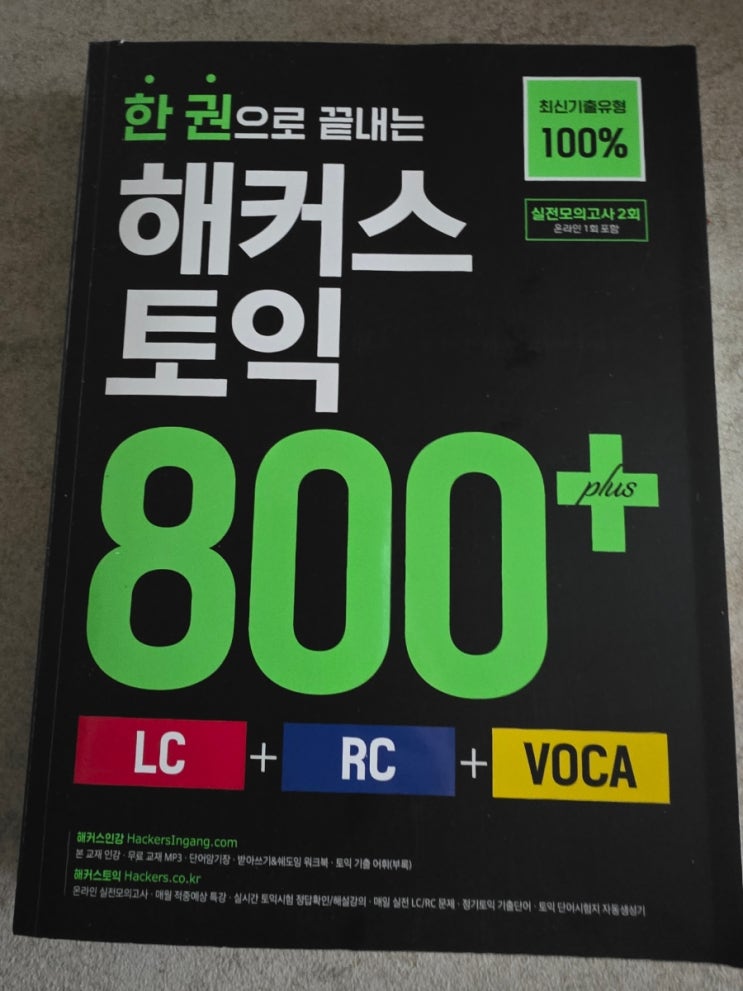 한 권으로 끝내는
해커스
토익
800+
plus
최신기출유형
100%
실전모의고사 2회
온라인 1회 포함
LC + RC + VOCA
해커스인강 HackersIngang.com
본 교재 인강 · 무료 교재 MP3 · 단어암기장 · 받아쓰기&쉐도잉 워크북 · 토익 기출 어휘(부록)
해커스토익 Hackers.co.kr
온라인 실전모의고사 · 매월 적중예상 특강 · 실시간 토익시험 정답확인/해설강의 · 매일 실전 LC/RC 문제 · 정기토익 기출단어 · 토익 단어시험지 자동생성기